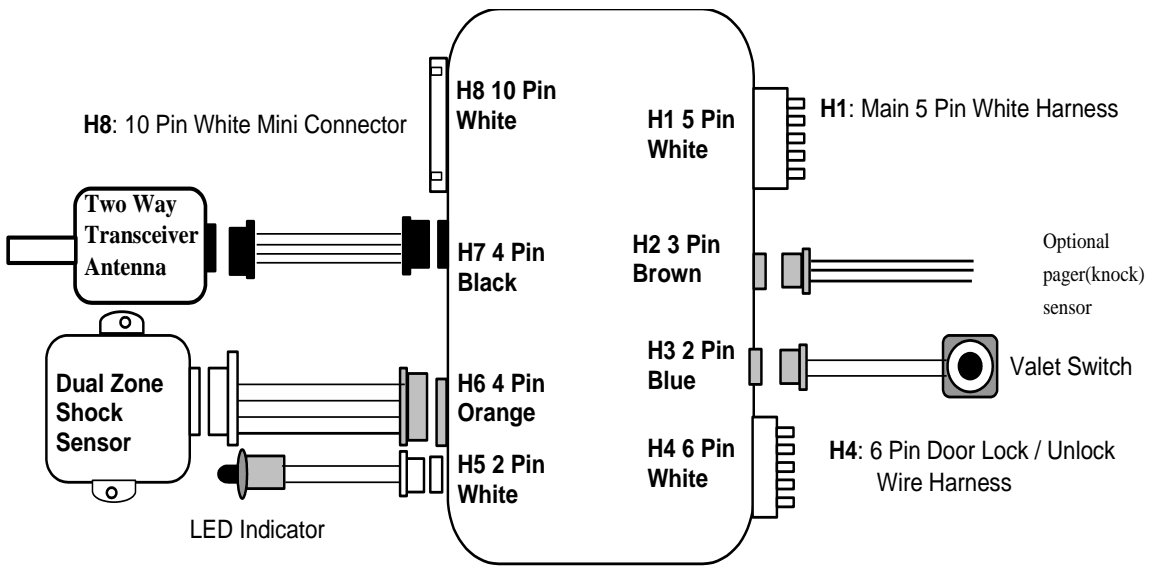 H8: 10 Pin White Mini Connector
H8 10 Pin
White
H1 5 Pin
White
H1: Main 5 Pin White Harness
Two Way
Transceiver
Antenna
H7 4 Pin
Black
H2 3 Pin
Brown
Optional
pager(knock)
sensor
Dual Zone
Shock
Sensor
H6 4 Pin
Orange
H3 2 Pin
Blue
Valet Switch
LED Indicator
H5 2 Pin
White
H4 6 Pin
White
H4: 6 Pin Door Lock / Unlock
Wire Harness